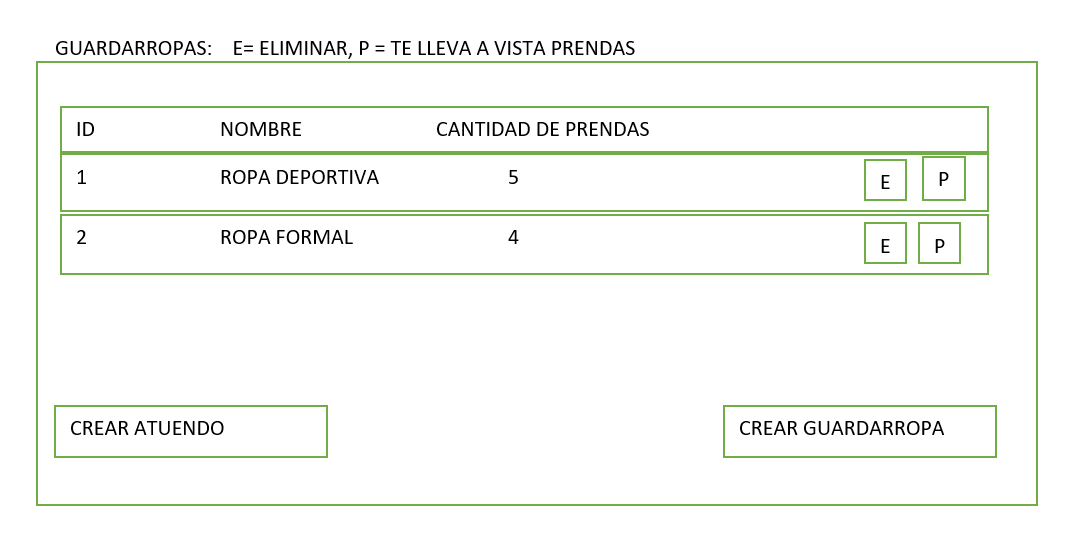 GUARDARROPAS: E= ELIMINAR, P = TE LLEVA A VISTA PRENDAS
ID NOMBRE CANTIDAD DE PRENDAS
1 ROPA DEPORTIVA 5 E P
2 ROPA FORMAL 4 E P
CREAR ATUENDO CREAR GUARDARROPA